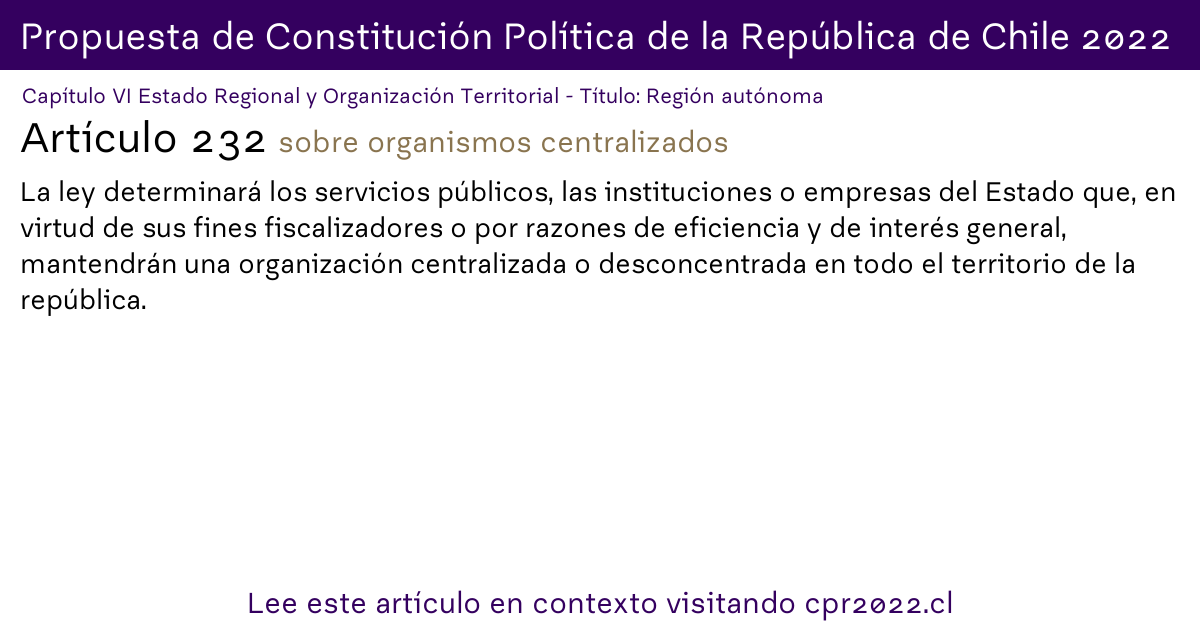 Propuesta de Constitución Política de la República de Chile 2022
Capítulo VI Estado Regional y Organización Territorial - Título: Región autónoma
Artículo 232 sobre organismos centralizados
La ley determinará los servicios públicos, las instituciones o empresas del Estado que, en
virtud de sus fines fiscalizadores o por razones de eficiencia y de interés general,
mantendrán una organización centralizada o desconcentrada en todo el territorio de la
república.
Lee este artículo en contexto visitando cpr2022.cl